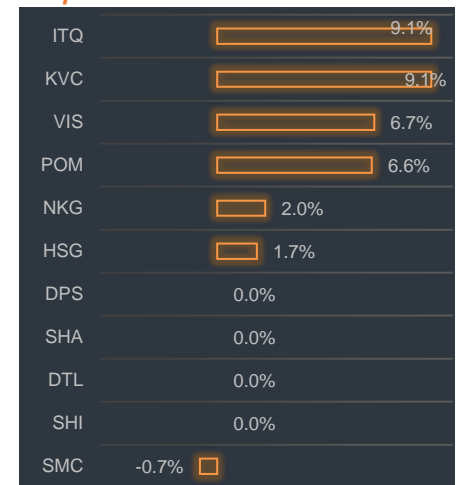 ITQ 9.1%
KVC 9.1%
VIS 6.7%
POM 6.6%
NKG 2.0%
HSG 1.7%
DPS 0.0%
SHA 0.0%
DTL 0.0%
SHI 0.0%
SMC -0.7%